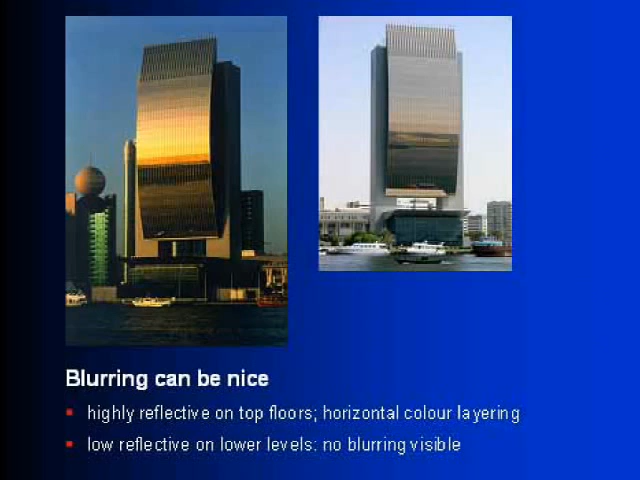 Blurring can be nice
highly reflective on top floors; horizontal colour layering
low reflective on lower levels: no blurring visible